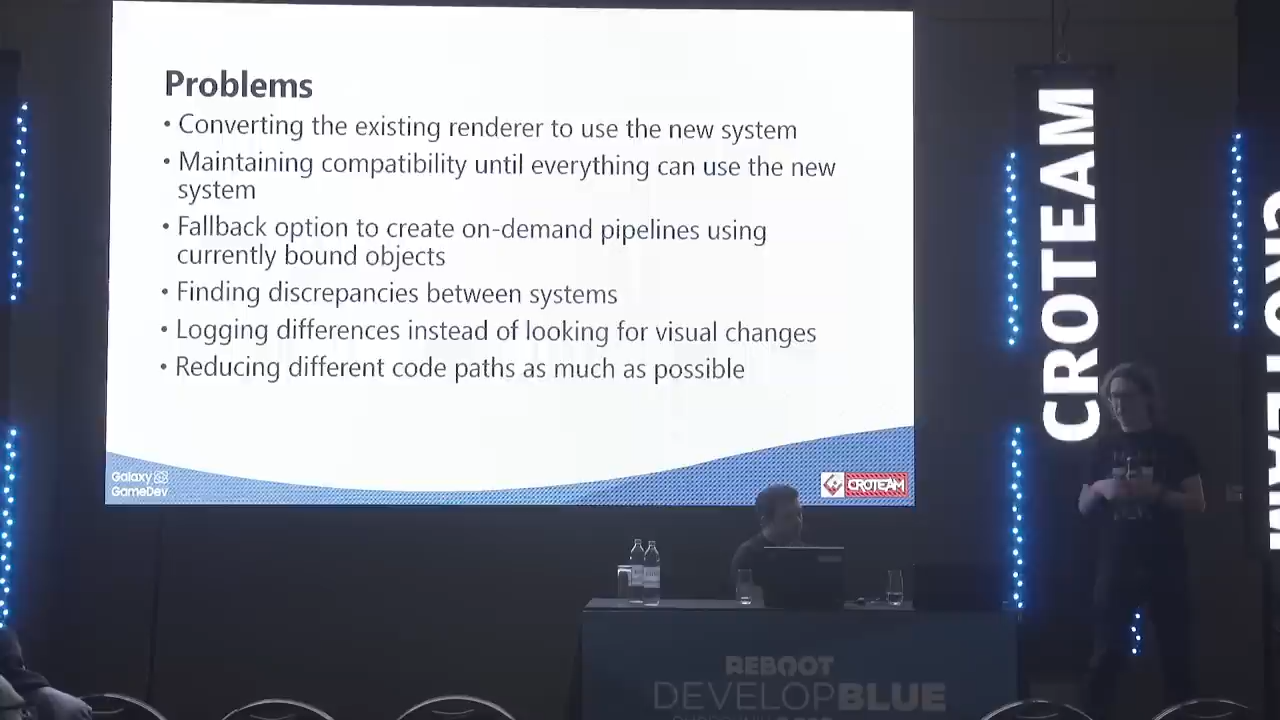 Problems
• Converting the existing renderer to use the new system
• Maintaining compatibility until everything can use the new
system
• Fallback option to create on-demand pipelines using
currently bound objects
• Finding discrepancies between systems
• Logging differences instead of looking for visual changes
• Reducing different code paths as much as possible
Galaxy
GameDev
CROTEAM
CROTEAM
REBOOT
DEVELOPBLUE